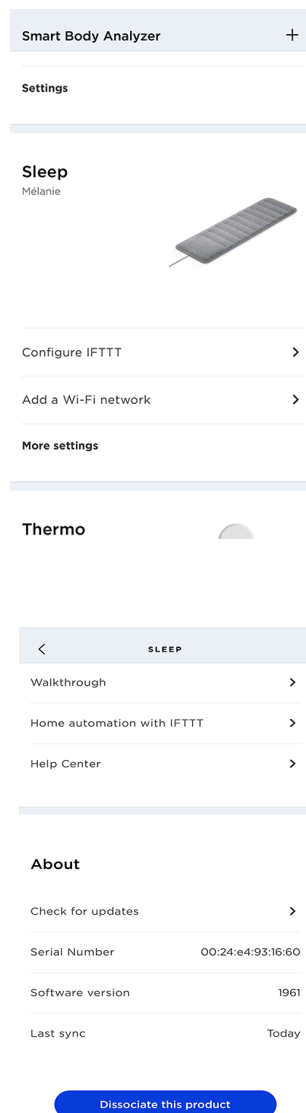 Smart Body Analyzer
Settings
Sleep
Mélanie
Configure IFTTT
Add a Wi-Fi network
More settings
Thermo
SLEEP
Walkthrough
Home automation with IFTTT
Help Center
About
Check for updates
Serial Number 00:24:e4:93:16:60
Software version 1961
Last sync Today
Dissociate this product